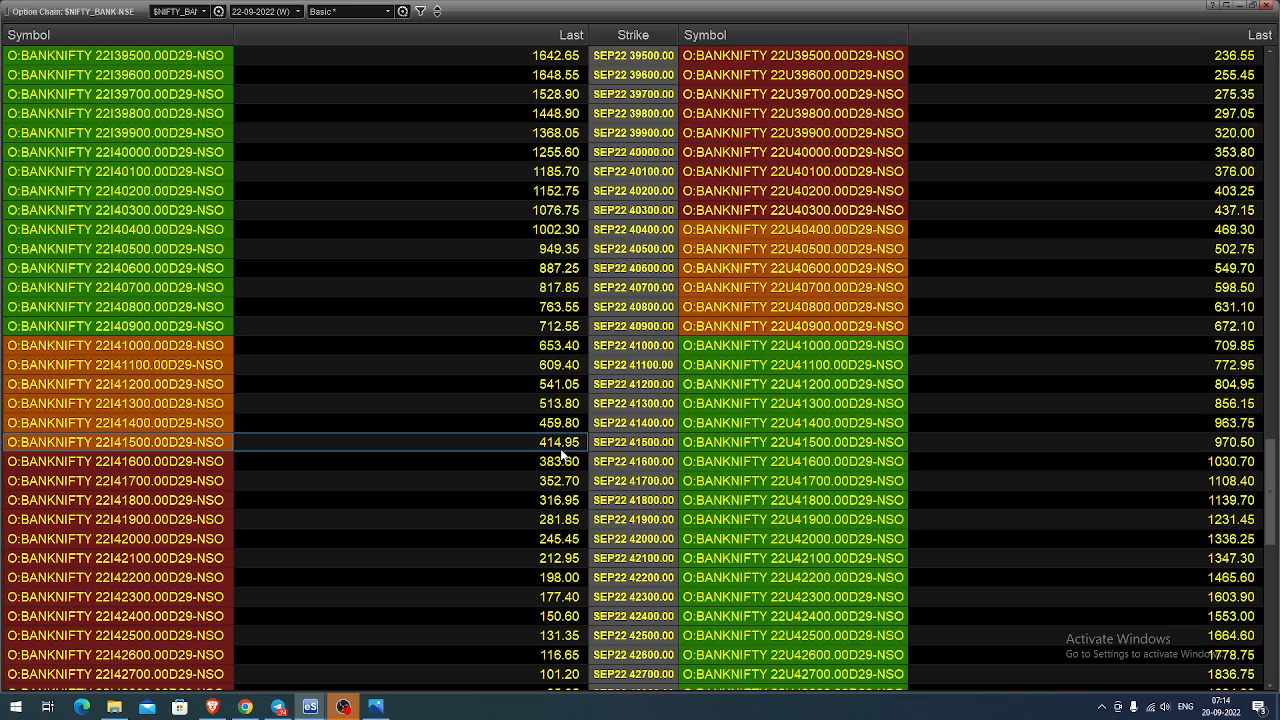 Option Chain: $NIFTY_BANK-NSE $NIFTY_BAN 22-09-2022 (W) Basic *
Symbol Last Strike Symbol Last
O:BANKNIFTY 22I39500.00D29-NSO 1642.65 SEP22 39500.00 O:BANKNIFTY 22U39500.00D29-NSO 236.55
O:BANKNIFTY 22I39600.00D29-NSO 1648.55 SEP22 39600.00 O:BANKNIFTY 22U39600.00D29-NSO 255.45
O:BANKNIFTY 22I39700.00D29-NSO 1528.90 SEP22 39700.00 O:BANKNIFTY 22U39700.00D29-NSO 275.35
O:BANKNIFTY 22I39800.00D29-NSO 1448.90 SEP22 39800.00 O:BANKNIFTY 22U39800.00D29-NSO 297.05
O:BANKNIFTY 22I39900.00D29-NSO 1368.05 SEP22 39900.00 O:BANKNIFTY 22U39900.00D29-NSO 320.00
O:BANKNIFTY 22I40000.00D29-NSO 1255.60 SEP22 40000.00 O:BANKNIFTY 22U40000.00D29-NSO 353.80
O:BANKNIFTY 22I40100.00D29-NSO 1185.70 SEP22 40100.00 O:BANKNIFTY 22U40100.00D29-NSO 376.00
O:BANKNIFTY 22I40200.00D29-NSO 1152.75 SEP22 40200.00 O:BANKNIFTY 22U40200.00D29-NSO 403.25
O:BANKNIFTY 22I40300.00D29-NSO 1076.75 SEP22 40300.00 O:BANKNIFTY 22U40300.00D29-NSO 437.15
O:BANKNIFTY 22I40400.00D29-NSO 1002.30 SEP22 40400.00 O:BANKNIFTY 22U40400.00D29-NSO 469.30
O:BANKNIFTY 22I40500.00D29-NSO 949.35 SEP22 40500.00 O:BANKNIFTY 22U40500.00D29-NSO 502.75
O:BANKNIFTY 22I40600.00D29-NSO 887.25 SEP22 40600.00 O:BANKNIFTY 22U40600.00D29-NSO 549.70
O:BANKNIFTY 22I40700.00D29-NSO 817.85 SEP22 40700.00 O:BANKNIFTY 22U40700.00D29-NSO 598.50
O:BANKNIFTY 22I40800.00D29-NSO 763.55 SEP22 40800.00 O:BANKNIFTY 22U40800.00D29-NSO 631.10
O:BANKNIFTY 22I40900.00D29-NSO 712.55 SEP22 40900.00 O:BANKNIFTY 22U40900.00D29-NSO 672.10
O:BANKNIFTY 22I41000.00D29-NSO 653.40 SEP22 41000.00 O:BANKNIFTY 22U41000.00D29-NSO 709.85
O:BANKNIFTY 22I41100.00D29-NSO 609.40 SEP22 41100.00 O:BANKNIFTY 22U41100.00D29-NSO 772.95
O:BANKNIFTY 22I41200.00D29-NSO 541.05 SEP22 41200.00 O:BANKNIFTY 22U41200.00D29-NSO 804.95
O:BANKNIFTY 22I41300.00D29-NSO 513.80 SEP22 41300.00 O:BANKNIFTY 22U41300.00D29-NSO 856.15
O:BANKNIFTY 22I41400.00D29-NSO 459.80 SEP22 41400.00 O:BANKNIFTY 22U41400.00D29-NSO 963.75
O:BANKNIFTY 22I41500.00D29-NSO 414.95 SEP22 41500.00 O:BANKNIFTY 22U41500.00D29-NSO 970.50
O:BANKNIFTY 22I41600.00D29-NSO 383.60 SEP22 41600.00 O:BANKNIFTY 22U41600.00D29-NSO 1030.70
O:BANKNIFTY 22I41700.00D29-NSO 352.70 SEP22 41700.00 O:BANKNIFTY 22U41700.00D29-NSO 1108.40
O:BANKNIFTY 22I41800.00D29-NSO 316.95 SEP22 41800.00 O:BANKNIFTY 22U41800.00D29-NSO 1139.70
O:BANKNIFTY 22I41900.00D29-NSO 281.85 SEP22 41900.00 O:BANKNIFTY 22U41900.00D29-NSO 1231.45
O:BANKNIFTY 22I42000.00D29-NSO 245.45 SEP22 42000.00 O:BANKNIFTY 22U42000.00D29-NSO 1336.25
O:BANKNIFTY 22I42100.00D29-NSO 212.95 SEP22 42100.00 O:BANKNIFTY 22U42100.00D29-NSO 1347.30
O:BANKNIFTY 22I42200.00D29-NSO 198.00 SEP22 42200.00 O:BANKNIFTY 22U42200.00D29-NSO 1465.60
O:BANKNIFTY 22I42300.00D29-NSO 177.40 SEP22 42300.00 O:BANKNIFTY 22U42300.00D29-NSO 1603.90
O:BANKNIFTY 22I42400.00D29-NSO 150.60 SEP22 42400.00 O:BANKNIFTY 22U42400.00D29-NSO 1553.00
O:BANKNIFTY 22I42500.00D29-NSO 131.35 SEP22 42500.00 O:BANKNIFTY 22U42500.00D29-NSO 1664.60
O:BANKNIFTY 22I42600.00D29-NSO 116.65 SEP22 42600.00 O:BANKNIFTY 22U42600.00D29-NSO 1778.75
O:BANKNIFTY 22I42700.00D29-NSO 101.20 SEP22 42700.00 O:BANKNIFTY 22U42700.00D29-NSO 1836.75
Activate Windows
Go to Settings to activate Windows.
ENG 07:14
20-09-2022